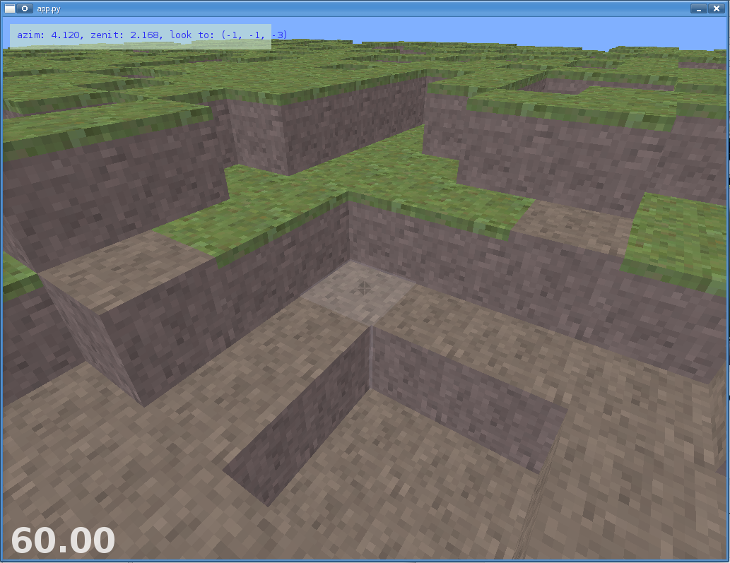 app.py
azim: 4.120, zenit: 2.168, look to: (-1, -1, -3)
60.00